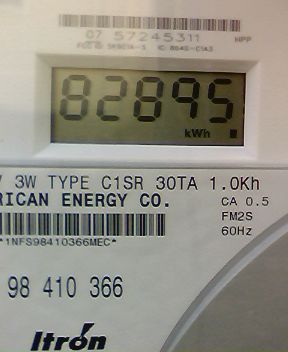 07 57245311 WPP
82895
kWh
V 3W TYPE C1SR 30TA 1.0Kh
RICAN ENERGY CO.
CA 0.5
FM2S
60Hz
*1NFS98410366MEC*
98 410 366
Itron